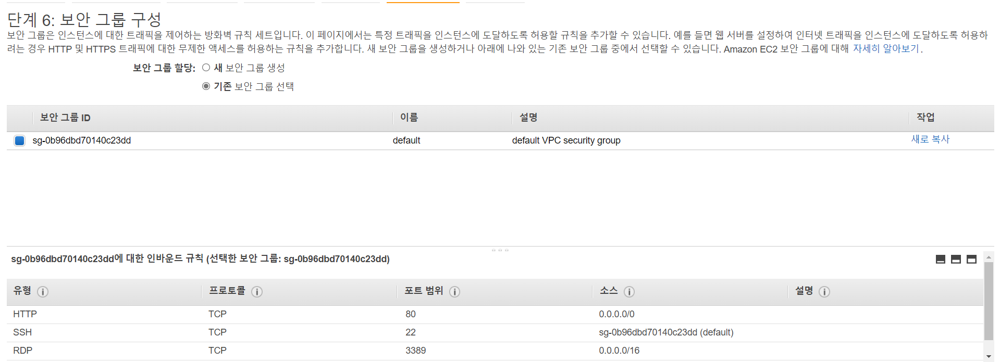 단계 6: 보안 그룹 구성
보안 그룹은 인스턴스에 대한 트래픽을 제어하는 방화벽 규칙 세트입니다. 이 페이지에서는 특정 트래픽을 인스턴스에 도달하도록 허용할 규칙을 추가할 수 있습니다. 예를 들면 웹 서버를 설정하여 인터넷 트래픽을 인스턴스에 도달하도록 허용하
려는 경우 HTTP 및 HTTPS 트래픽에 대한 무제한 액세스를 허용하는 규칙을 추가합니다. 새 보안 그룹을 생성하거나 아래에 나와 있는 기존 보안 그룹 중에서 선택할 수 있습니다. Amazon EC2 보안 그룹에 대해 자세히 알아보기.
보안 그룹 할당: 새 보안 그룹 생성
기존 보안 그룹 선택
보안 그룹 ID 이름 설명 작업
sg-0b96dbd70140c23dd default default VPC security group 새로 복사
sg-0b96dbd70140c23dd에 대한 인바운드 규칙 (선택한 보안 그룹: sg-0b96dbd70140c23dd)
유형 프로토콜 포트 범위 소스 설명
HTTP TCP 80 0.0.0.0/0
SSH TCP 22 sg-0b96dbd70140c23dd (default)
RDP TCP 3389 0.0.0.0/16